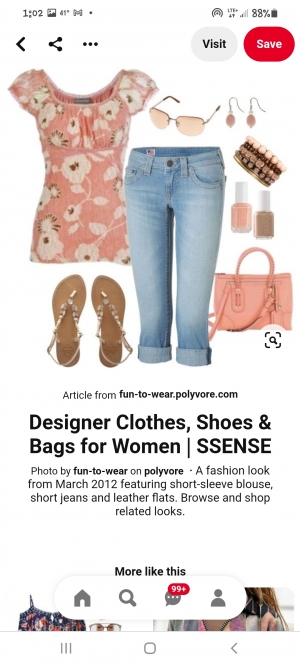 1:02 41° 88%
Visit
Save
Article from fun-to-wear.polyvore.com
Designer Clothes, Shoes &
Bags for Women | SSENSE
Photo by fun-to-wear on polyvore · A fashion look
from March 2012 featuring short-sleeve blouse,
short jeans and leather flats. Browse and shop
related looks.
More like this
99+